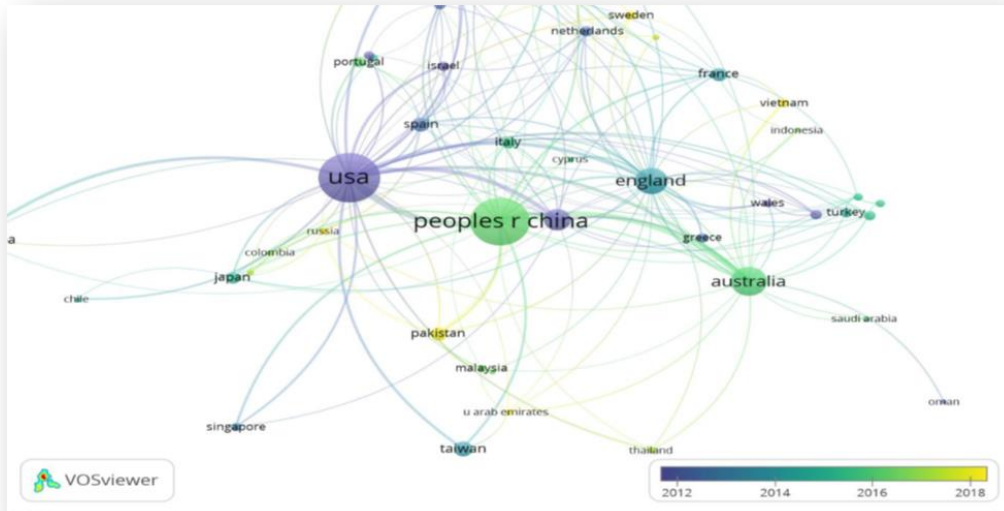 sweden
netherlands
portugal
israel
france
vietnam
spain
indonesia
italy
cyprus
usa
england
wales
peoples r china
turkey
russia
greece
a
colombia
japan
australia
chile
saudi arabia
pakistan
malaysia
oman
u arab emirates
singapore
taiwan
thailand
VOSviewer
2012 2014 2016 2018